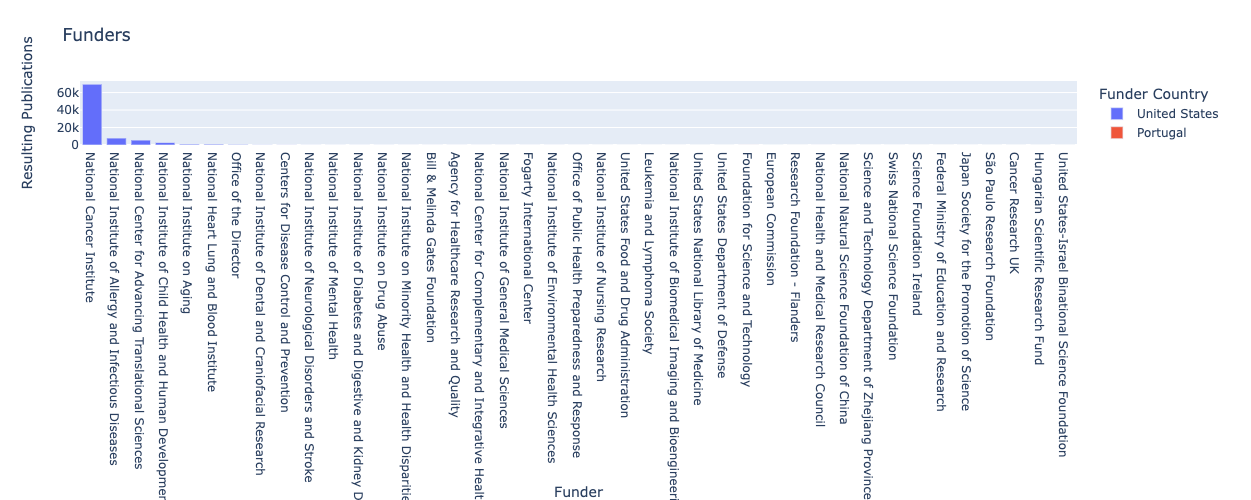 Funders
Resulting Publications
60k
40k
20k
0
Funder Country
United States
Portugal
National Cancer Institute
National Institute of Allergy and Infectious Diseases
National Center for Advancing Translational Sciences
National Institute of Child Health and Human Developmen
National Institute on Aging
National Heart Lung and Blood Institute
Office of the Director
National Institute of Dental and Craniofacial Research
Centers for Disease Control and Prevention
National Institute of Neurological Disorders and Stroke
National Institute of Mental Health
National Institute of Diabetes and Digestive and Kidney D
National Institute on Drug Abuse
National Institute on Minority Health and Health Disparitie
Bill & Melinda Gates Foundation
Agency for Healthcare Research and Quality
National Center for Complementary and Integrative Healt
National Institute of General Medical Sciences
Fogarty International Center
National Institute of Environmental Health Sciences
Office of Public Health Preparedness and Response
National Institute of Nursing Research
United States Food and Drug Administration
Leukemia and Lymphoma Society
National Institute of Biomedical Imaging and Bioengineeri
United States National Library of Medicine
United States Department of Defense
Foundation for Science and Technology
European Commission
Research Foundation - Flanders
National Health and Medical Research Council
National Natural Science Foundation of China
Science and Technology Department of Zhejiang Province
Swiss National Science Foundation
Science Foundation Ireland
Federal Ministry of Education and Research
Japan Society for the Promotion of Science
São Paulo Research Foundation
Cancer Research UK
Hungarian Scientific Research Fund
United States-Israel Binational Science Foundation
Funder